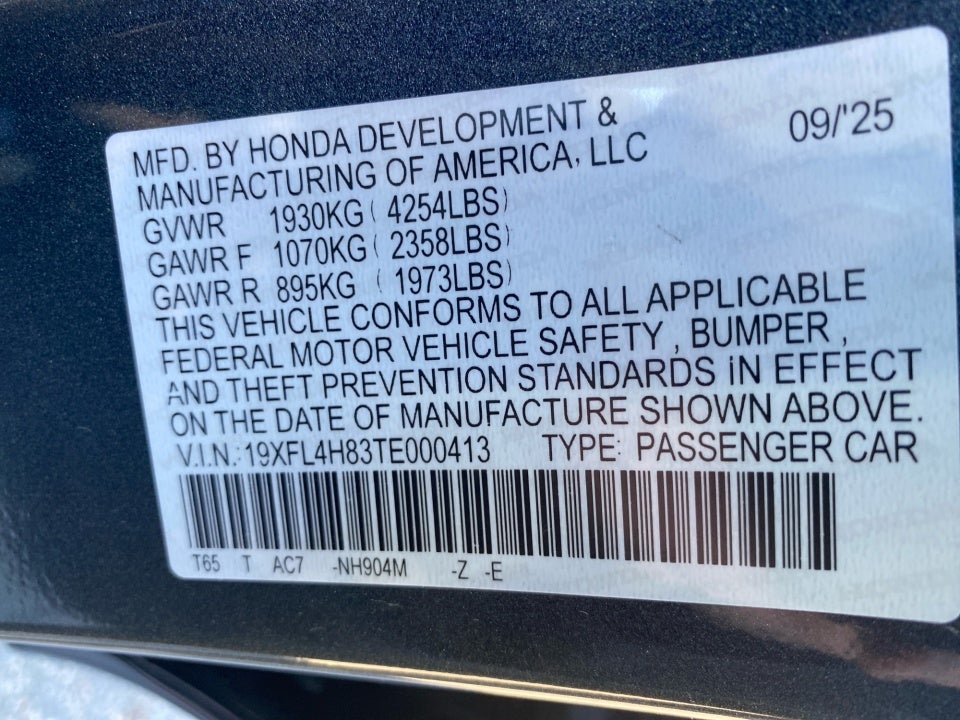 MFD. BY HONDA DEVELOPMENT & 09/'25
MANUFACTURING OF AMERICA, LLC
GVWR 1930KG ( 4254LBS)
GAWR F 1070KG ( 2358LBS)
GAWR R 895KG ( 1973LBS)
THIS VEHICLE CONFORMS TO ALL APPLICABLE
FEDERAL MOTOR VEHICLE SAFETY , BUMPER ,
AND THEFT PREVENTION STANDARDS iN EFFECT
ON THE DATE OF MANUFACTURE SHOWN ABOVE.
V.I.N.:19XFL4H83TE000413 TYPE: PASSENGER CAR
T65 T AC7 -NH904M -Z -E